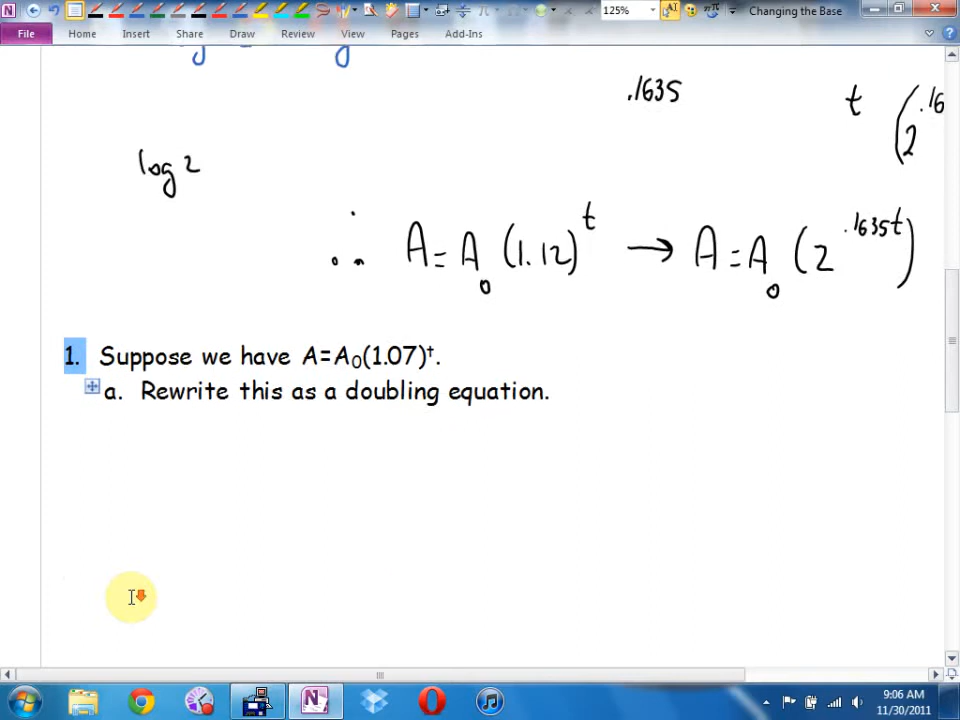 125%
Changing the Base
File Home Insert Share Draw Review View Pages Add-Ins
.1635
t (2^.16
log 2
∴ A=A₀(1.12)^t → A=A₀(2^.1635t)
1. Suppose we have A=A₀(1.07)ᵗ.
a. Rewrite this as a doubling equation.
9:06 AM
11/30/2011